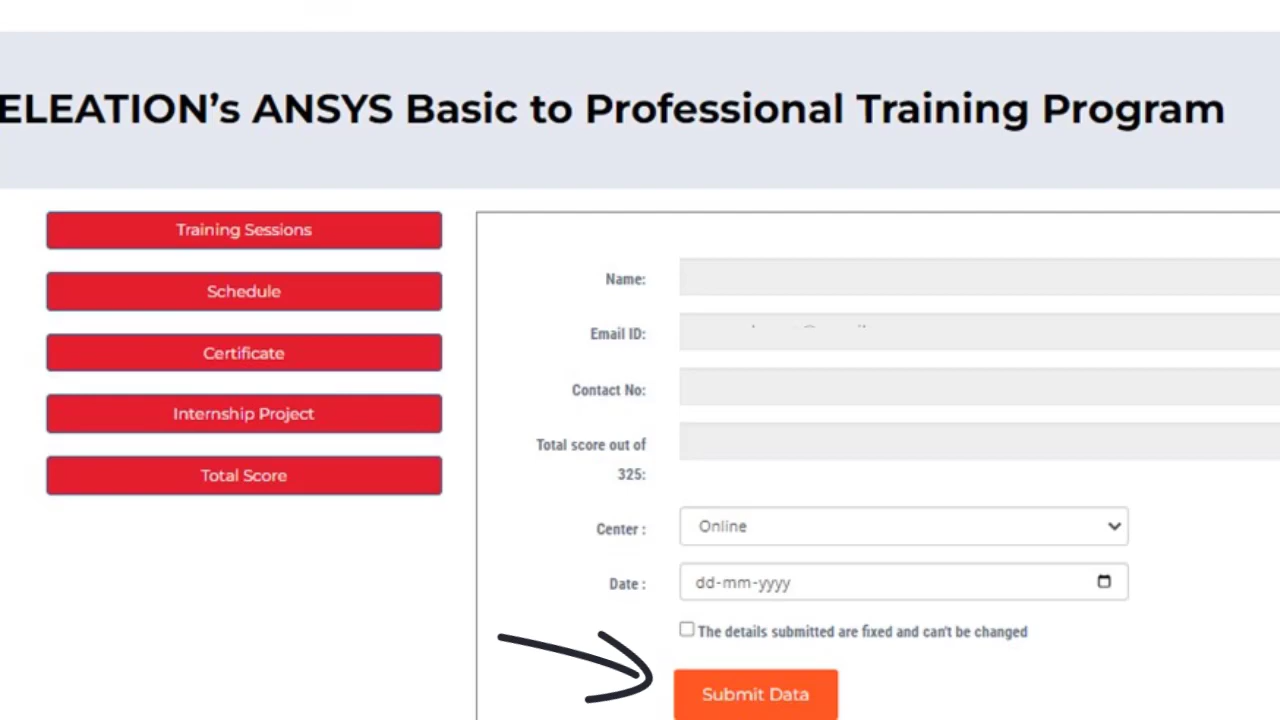 ELEATION’s ANSYS Basic to Professional Training Program
Training Sessions
Schedule
Certificate
Internship Project
Total Score
Name:
Email ID:
Contact No:
Total score out of
325:
Center :
Online
Date :
dd-mm-yyyy
The details submitted are fixed and can't be changed
Submit Data